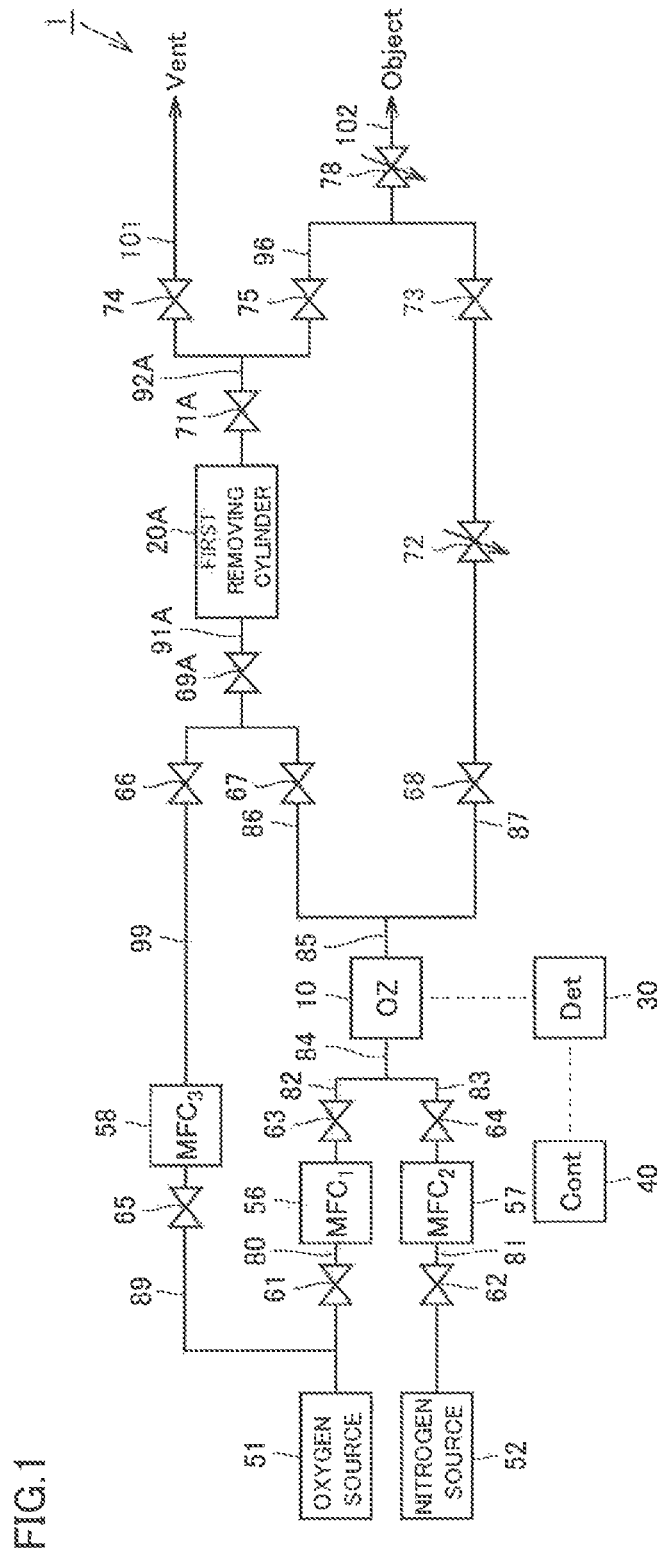 FIG.1
1
Vent
101
74
92A
71A
20A
FIRST
REMOVING
CYLINDER
91A
69A
66
99
58
MFC3
65
89
96
75
67
86
Object
102
78
73
72
68
87
85
10
OZ
84
82
63
83
64
56
MFC1
80
61
57
MFC2
81
62
51
OXYGEN
SOURCE
52
NITROGEN
SOURCE
Det
30
Cont
40